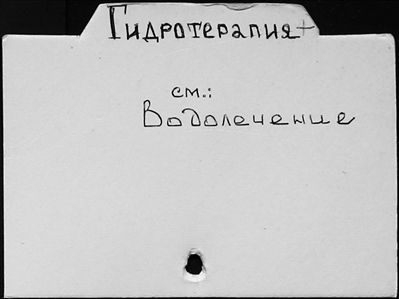 Гидротерапия+
см.:
Водолечение